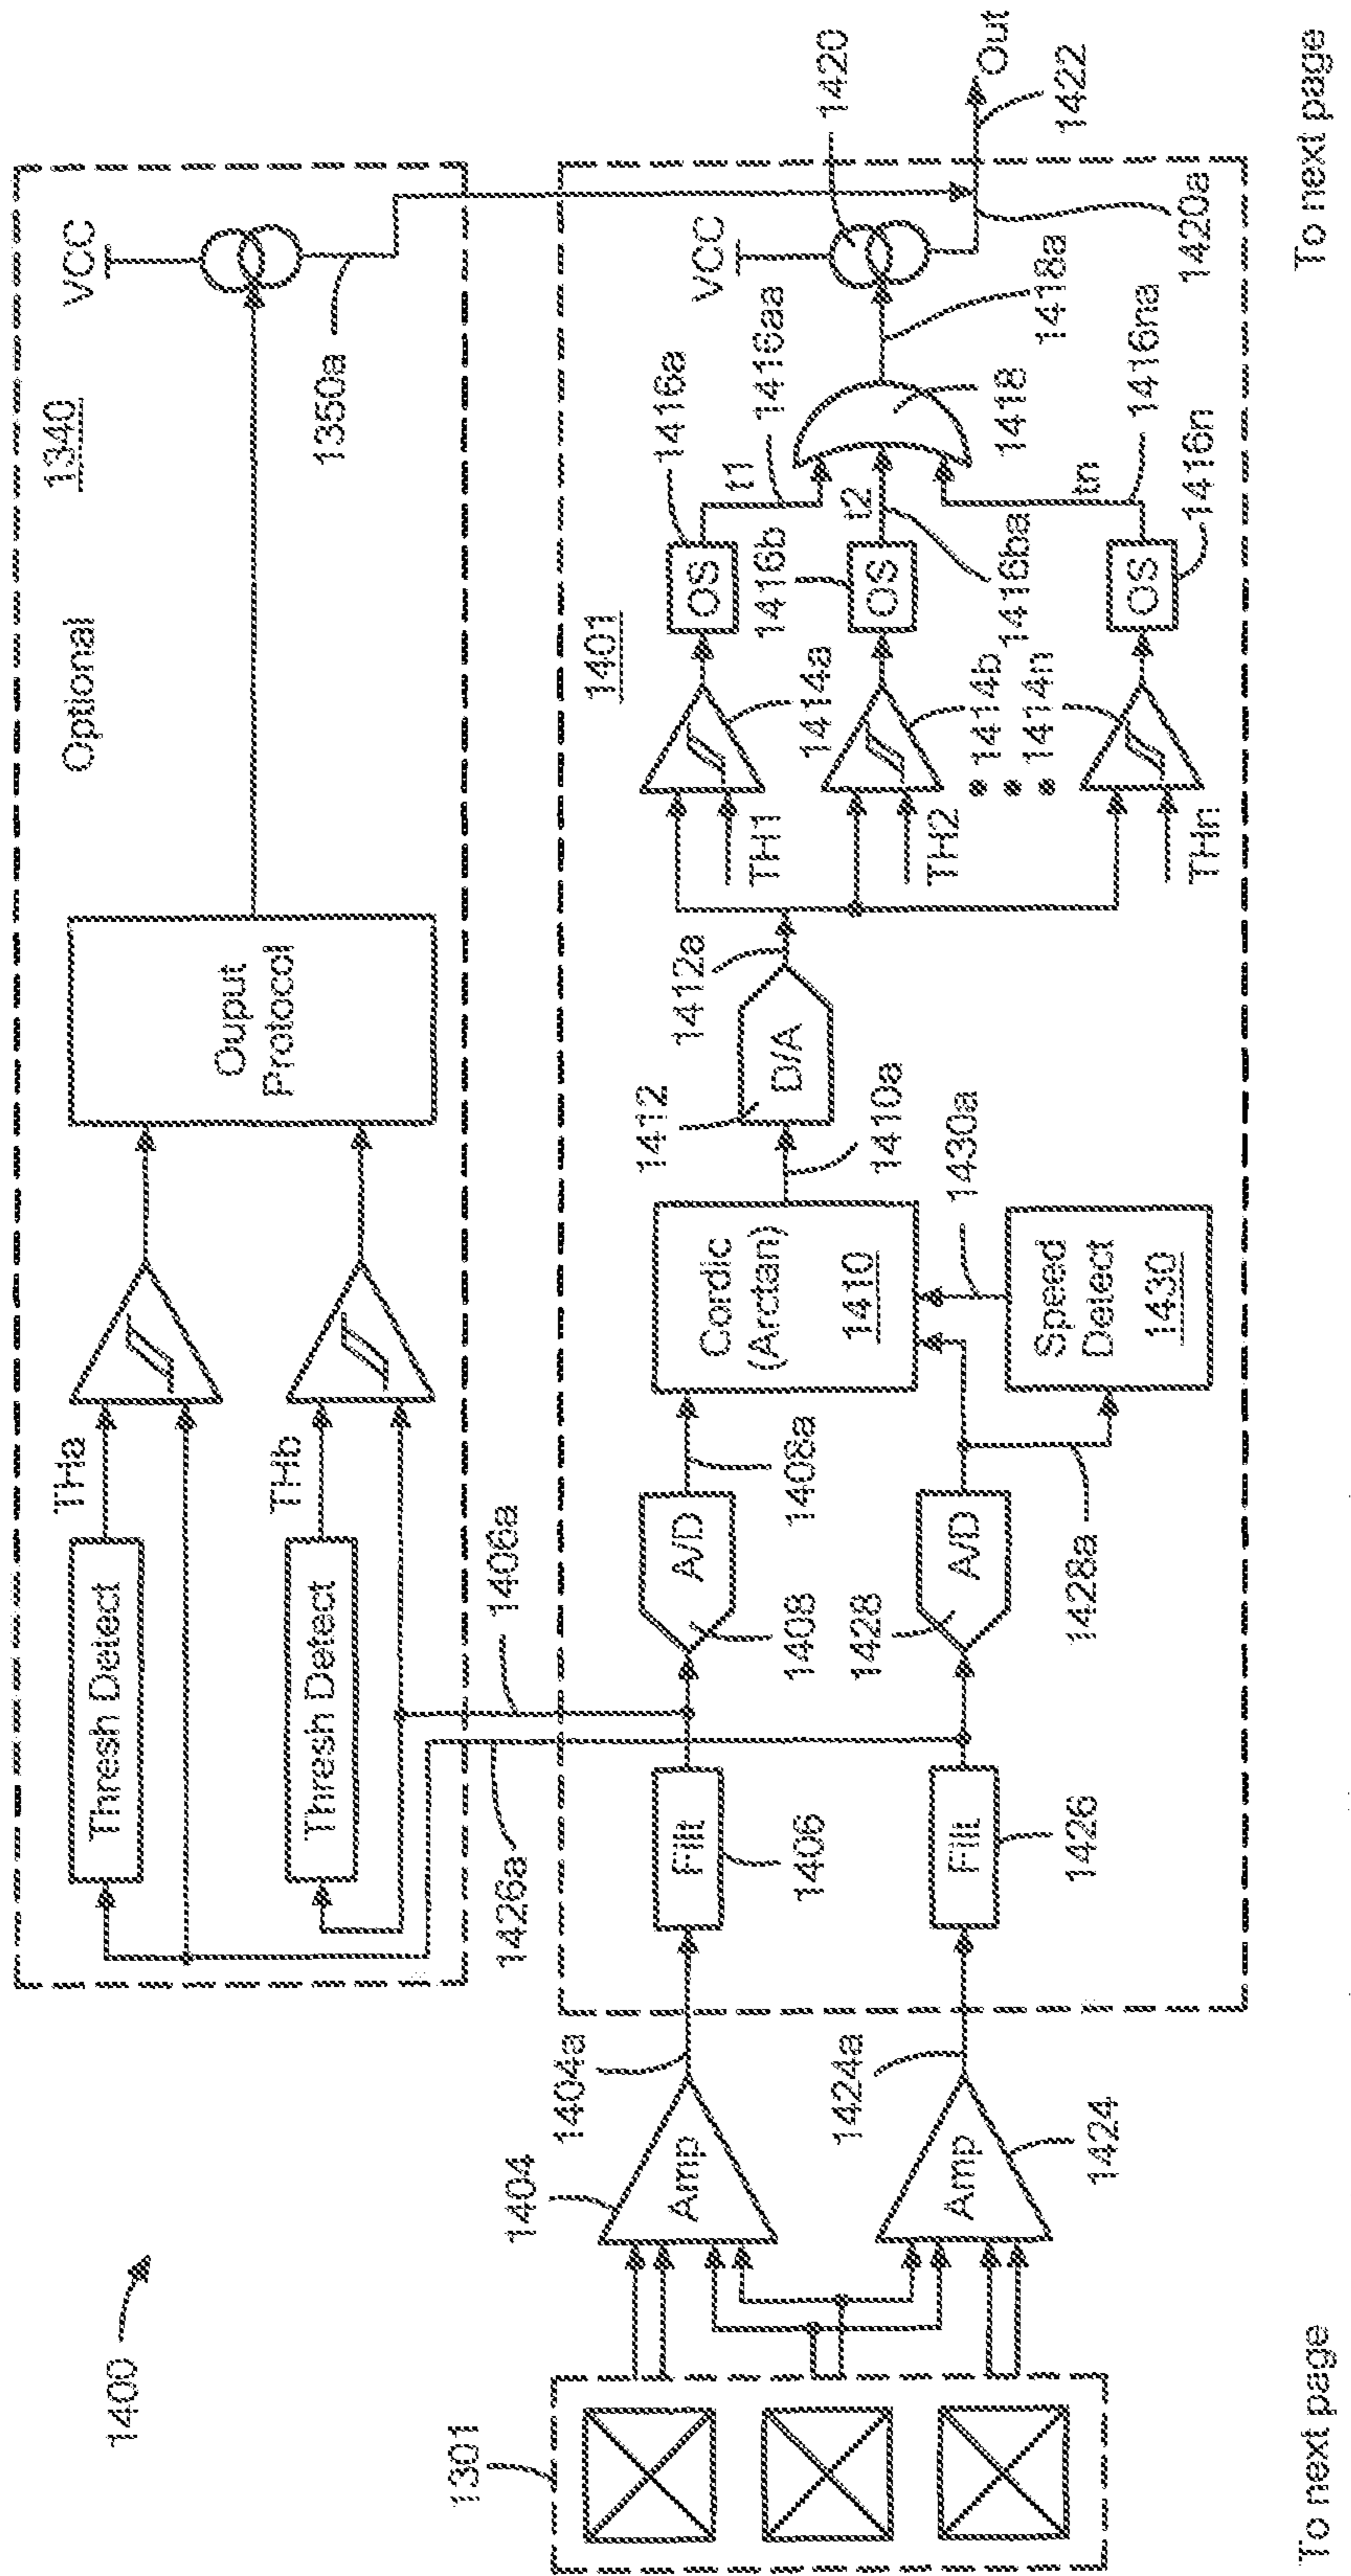 1400
Optional
1340
VCC
Thresh Detect
THa
Thresh Detect
THb
Ouput
Protocol
1350a
1426a
1406a
1401
1301
1404
Amp
1404a
Filt
1406
A/D
1408
1408a
Cordic
(Arctan)
1410
1410a
1412
D/A
1412a
TH1
1414a
OS
1416a
t1
1416aa
TH2
1414b
1416b
OS
t2
1416ba
THn
1414n
OS
1416n
tn
1416na
1418
1418a
VCC
1420
1420a
Out
1422
Amp
1424
1424a
Filt
1426
A/D
1428
1428a
Speed
Detect
1430
1430a
To next page
To next page